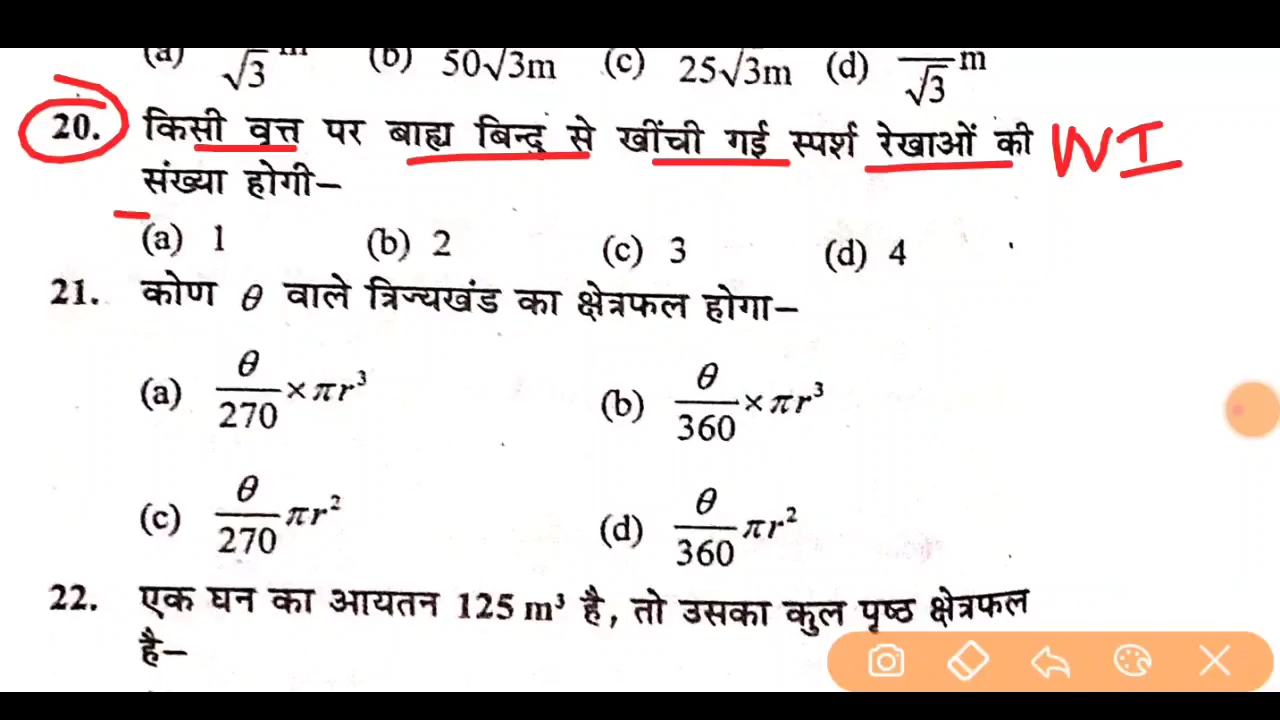 (a) √3 m (b) 50√3m (c) 25√3m (d) √3 m
20. किसी वृत्त पर बाह्य बिन्दु से खींची गई स्पर्श रेखाओं की WI
संख्या होगी–
(a) 1 (b) 2 (c) 3 (d) 4
21. कोण θ वाले त्रिज्यखंड का क्षेत्रफल होगा–
(a) θ/270 × πr³ (b) θ/360 × πr³
(c) θ/270 πr² (d) θ/360 πr²
22. एक घन का आयतन 125 m³ है, तो उसका कुल पृष्ठ क्षेत्रफल
है–